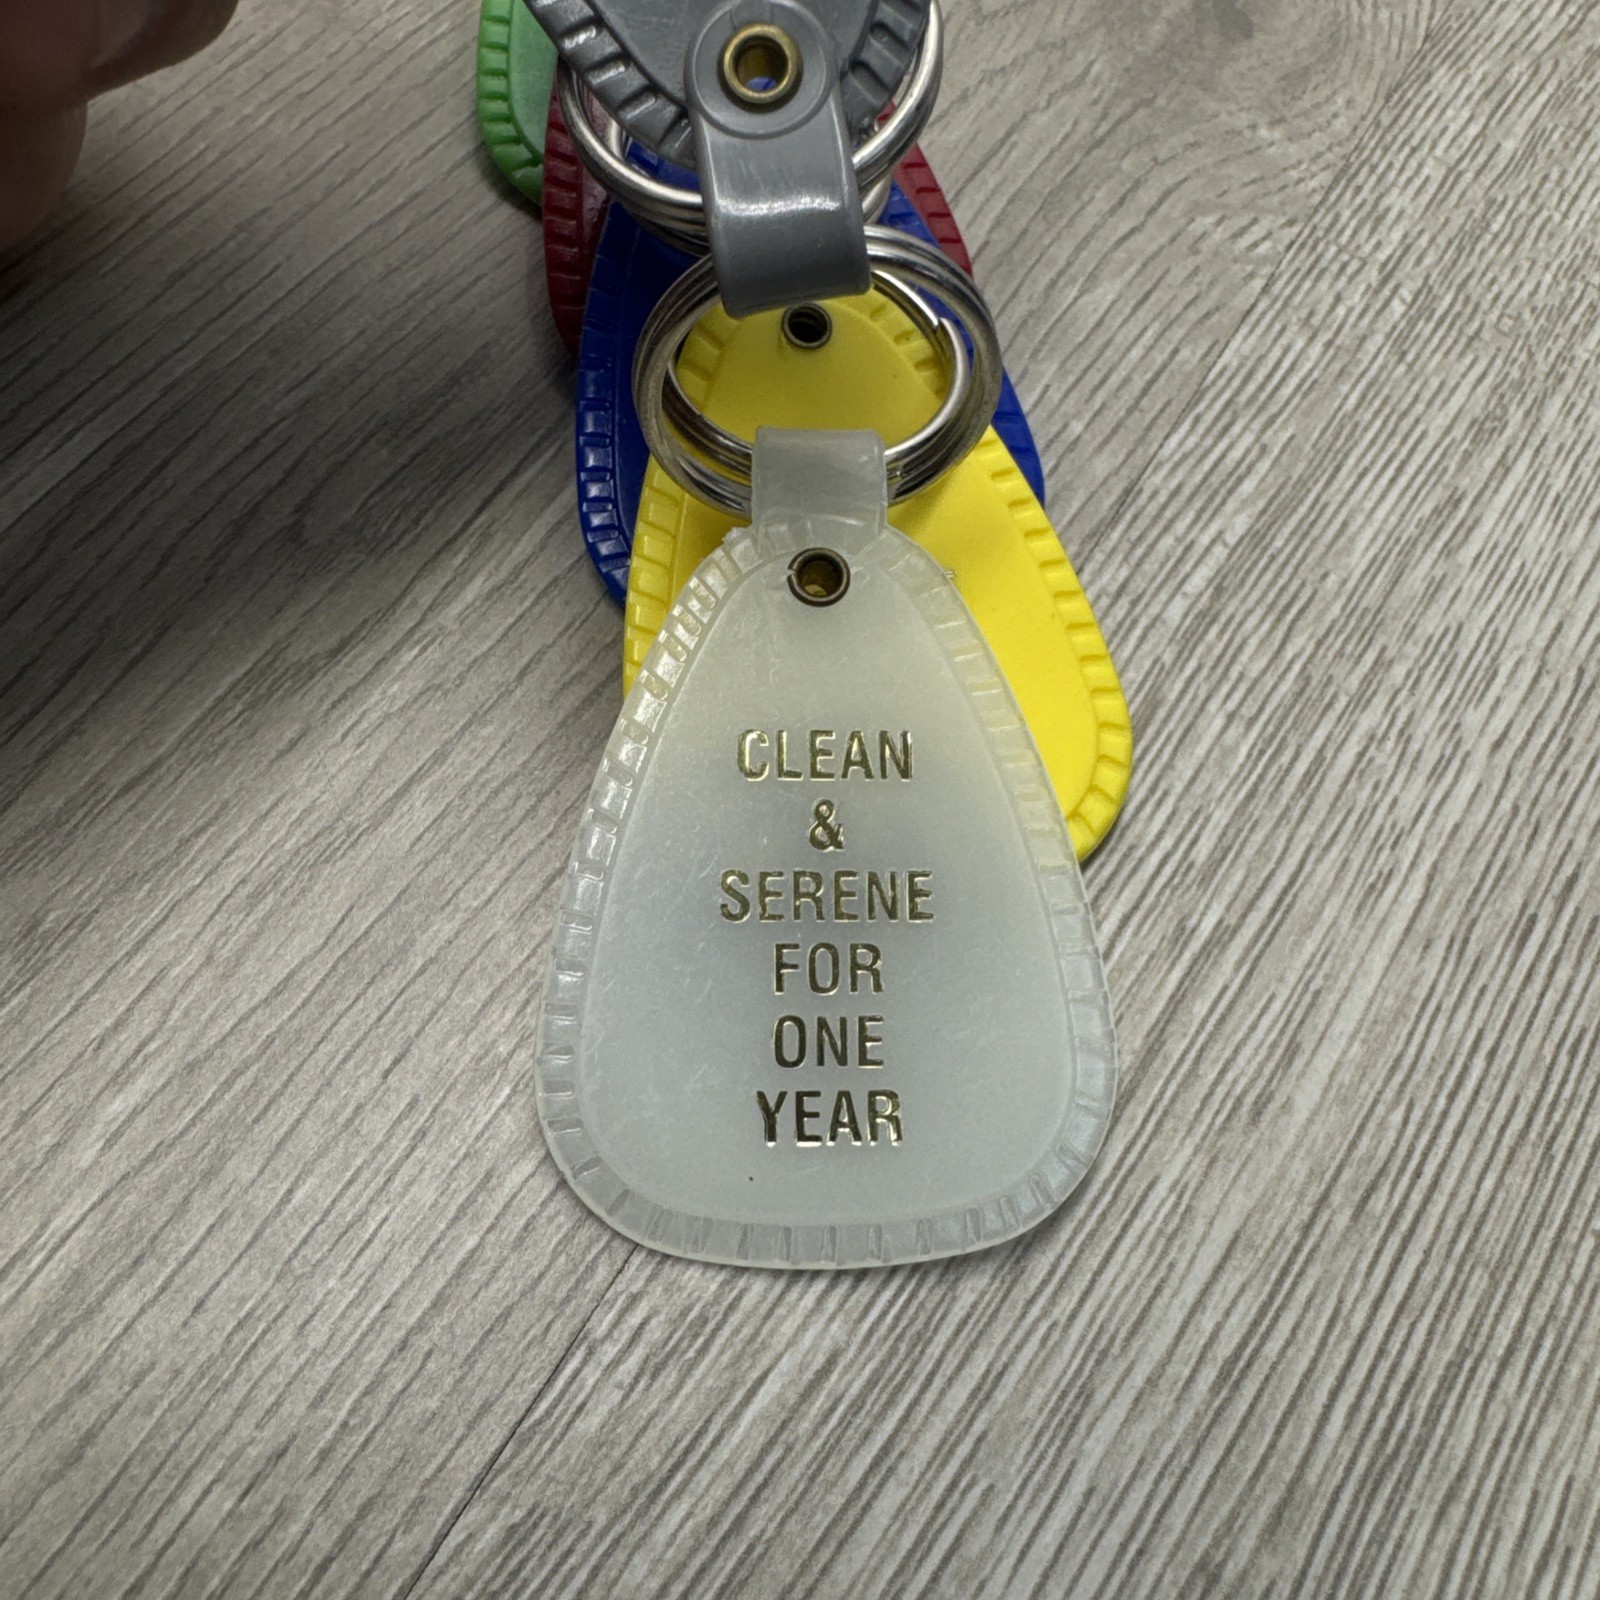 CLEAN
&
SERENE
FOR
ONE
YEAR